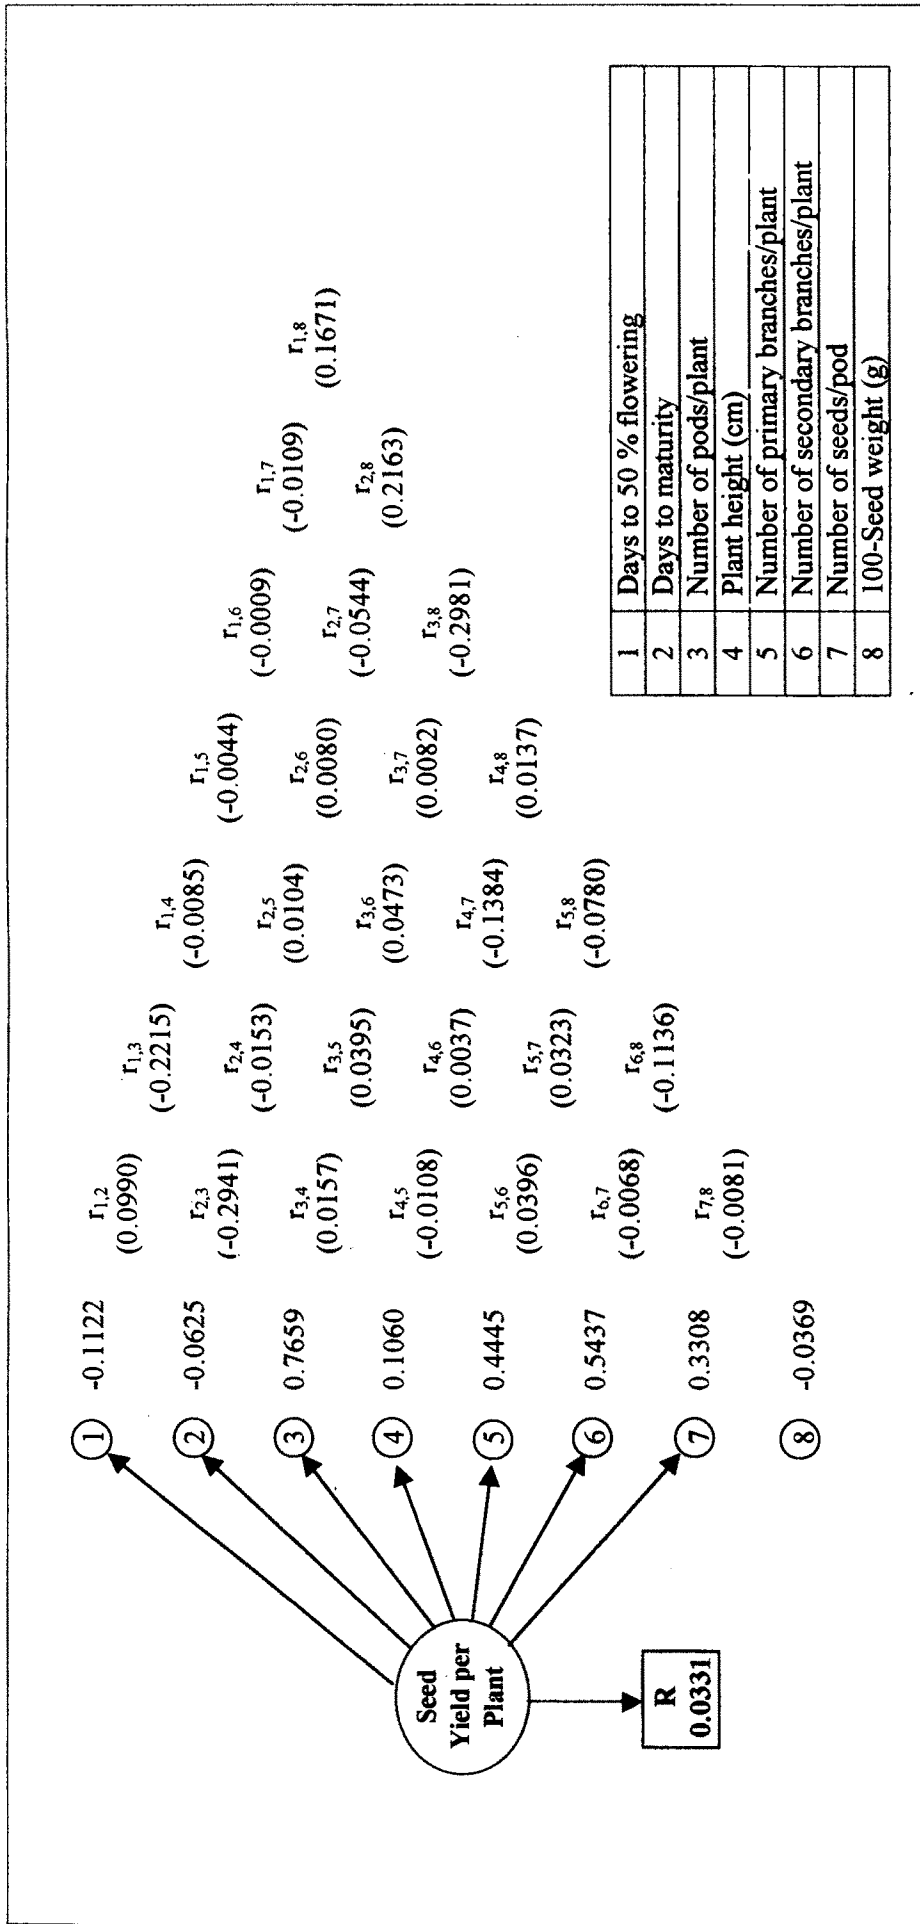 Seed
Yield per
Plant
R
0.0331
1 -0.1122
2 -0.0625
3 0.7659
4 0.1060
5 0.4445
6 0.5437
7 0.3308
8 -0.0369
r1,2
(0.0990)
r2,3
(-0.2941)
r3,4
(0.0157)
r4,5
(-0.0108)
r5,6
(0.0396)
r6,7
(-0.0068)
r7,8
(-0.0081)
r1,3
(-0.2215)
r2,4
(-0.0153)
r3,5
(0.0395)
r4,6
(0.0037)
r5,7
(0.0323)
r6,8
(-0.1136)
r1,4
(-0.0085)
r2,5
(0.0104)
r3,6
(0.0473)
r4,7
(-0.1384)
r5,8
(-0.0780)
r1,5
(-0.0044)
r2,6
(0.0080)
r3,7
(0.0082)
r4,8
(0.0137)
r1,6
(-0.0009)
r2,7
(-0.0544)
r3,8
(-0.2981)
r1,7
(-0.0109)
r2,8
(0.2163)
r1,8
(0.1671)
1 Days to 50 % flowering
2 Days to maturity
3 Number of pods/plant
4 Plant height (cm)
5 Number of primary branches/plant
6 Number of secondary branches/plant
7 Number of seeds/pod
8 100-Seed weight (g)